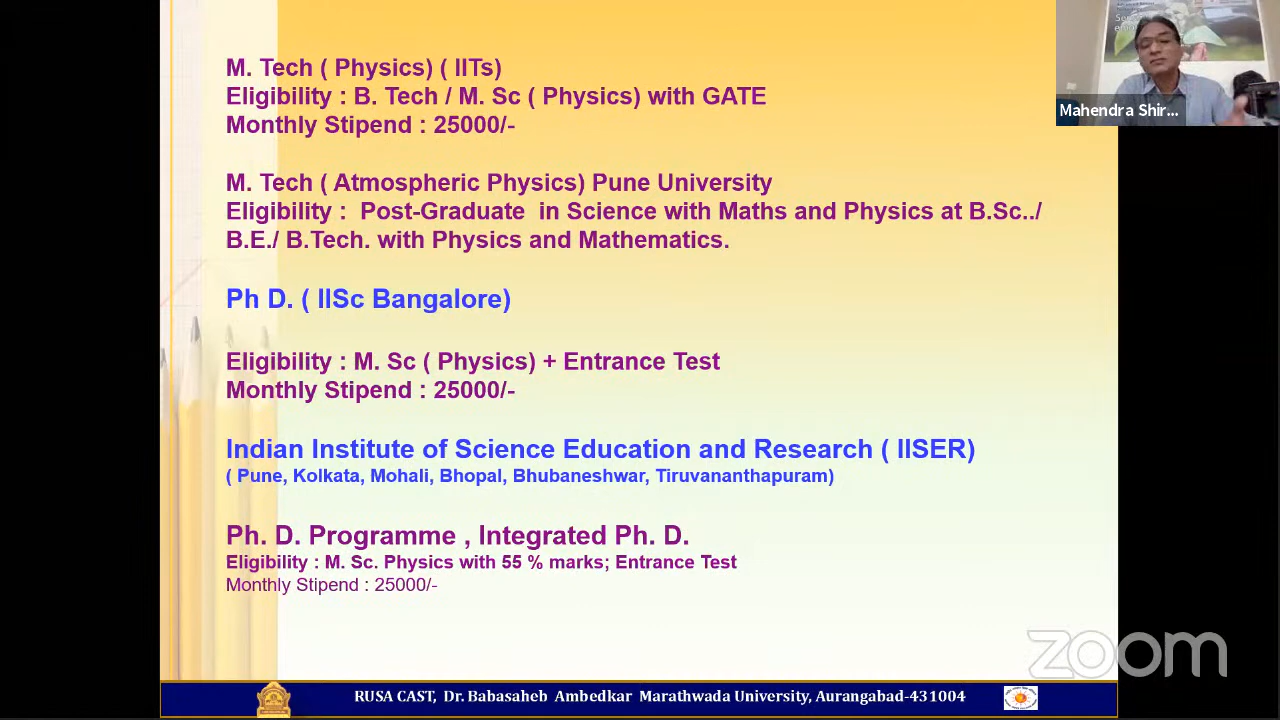 M. Tech ( Physics) ( IITs)
Eligibility : B. Tech / M. Sc ( Physics) with GATE
Monthly Stipend : 25000/-
M. Tech ( Atmospheric Physics) Pune University
Eligibility : Post-Graduate in Science with Maths and Physics at B.Sc../
B.E./ B.Tech. with Physics and Mathematics.
Ph D. ( IISc Bangalore)
Eligibility : M. Sc ( Physics) + Entrance Test
Monthly Stipend : 25000/-
Indian Institute of Science Education and Research ( IISER)
( Pune, Kolkata, Mohali, Bhopal, Bhubaneshwar, Tiruvananthapuram)
Ph. D. Programme , Integrated Ph. D.
Eligibility : M. Sc. Physics with 55 % marks; Entrance Test
Monthly Stipend : 25000/-
Mahendra Shir...
zoom
RUSA CAST, Dr. Babasaheb Ambedkar Marathwada University, Aurangabad-431004